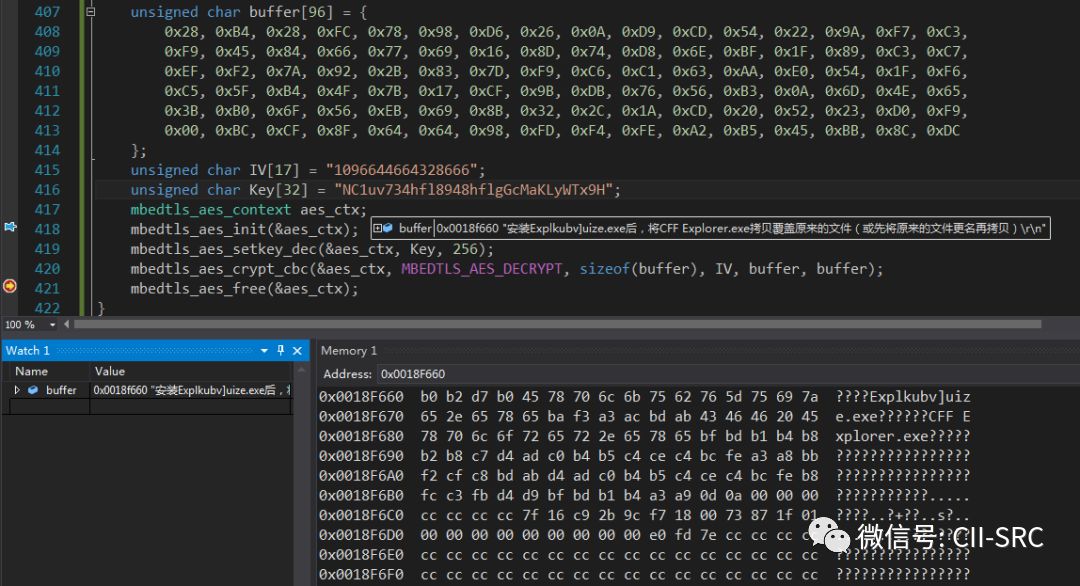 407 unsigned char buffer[96] = {
408 0x28, 0xB4, 0x28, 0xFC, 0x78, 0x98, 0xD6, 0x26, 0x0A, 0xD9, 0xCD, 0x54, 0x22, 0x9A, 0xF7, 0xC3,
409 0xF9, 0x45, 0x84, 0x66, 0x77, 0x69, 0x16, 0x8D, 0x74, 0xD8, 0x6E, 0xBF, 0x1F, 0x89, 0xC3, 0xC7,
410 0xEF, 0xF2, 0x7A, 0x92, 0x2B, 0x83, 0x7D, 0xF9, 0xC6, 0xC1, 0x63, 0xAA, 0xE0, 0x54, 0x1F, 0xF6,
411 0xC5, 0x5F, 0xB4, 0x4F, 0x7B, 0x17, 0xCF, 0x9B, 0xDB, 0x76, 0x56, 0xB3, 0x0A, 0x6D, 0x4E, 0x65,
412 0x3B, 0xB0, 0x6F, 0x56, 0xEB, 0x69, 0x8B, 0x32, 0x2C, 0x1A, 0xCD, 0x20, 0x52, 0x23, 0xD0, 0xF9,
413 0x00, 0xBC, 0xCF, 0x8F, 0x64, 0x64, 0x98, 0xFD, 0xF4, 0xFE, 0xA2, 0xB5, 0x45, 0xBB, 0x8C, 0xDC
414 };
415 unsigned char IV[17] = "1096644664328666";
416 unsigned char Key[32] = "NC1uv734hfl8948hflgGcMaKLyWTx9H";
417 mbedtls_aes_context aes_ctx;
418 mbedtls_aes_init(&aes_ctx); buffer 0x0018f660 "安装Explkubv]uize.exe后，将CFF Explorer.exe拷贝覆盖原来的文件（或先将原来的文件更名再拷贝）\r\n"
419 mbedtls_aes_setkey_dec(&aes_ctx, Key, 256);
420 mbedtls_aes_crypt_cbc(&aes_ctx, MBEDTLS_AES_DECRYPT, sizeof(buffer), IV, buffer, buffer);
421 mbedtls_aes_free(&aes_ctx);
422 }
100 %
Watch 1
Name Value
buffer 0x0018f660 "安装Explkubv]uize.exe后，
Memory 1
Address: 0x0018F660
0x0018F660 b0 b2 d7 b0 45 78 70 6c 6b 75 62 76 5d 75 69 7a ????Explkubv]uiz
0x0018F670 65 2e 65 78 65 ba f3 a3 ac bd ab 43 46 46 20 45 e.exe??????CFF E
0x0018F680 78 70 6c 6f 72 65 72 2e 65 78 65 bf bd b1 b4 b8 xplorer.exe?????
0x0018F690 b2 b8 c7 d4 ad c0 b4 b5 c4 ce c4 bc fe a3 a8 bb ????????????????
0x0018F6A0 f2 cf c8 bd ab d4 ad c0 b4 b5 c4 ce c4 bc fe b8 ????????????????
0x0018F6B0 fc c3 fb d4 d9 bf bd b1 b4 a3 a9 0d 0a 00 00 00 ???????????.....
0x0018F6C0 cc cc cc cc 7f 16 c9 2b 9c f7 18 00 73 87 1f 01 ????..?+??..s?..
0x0018F6D0 00 00 00 00 00 00 00 00 e0 fd 7e cc cc cc
0x0018F6E0 cc cc cc cc cc cc cc cc cc cc cc cc cc cc cc cc ????????????????
0x0018F6F0 cc cc cc cc cc cc cc cc cc cc cc cc cc cc cc cc ????????????????
微信号: CII-SRC